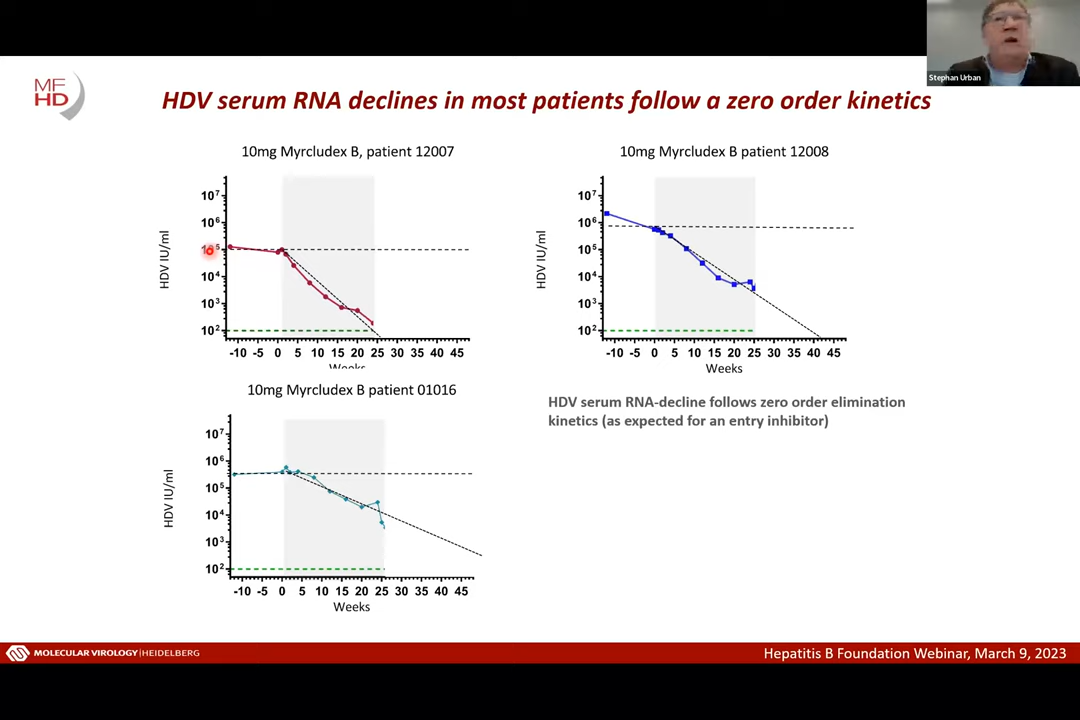 Stephan Urban
MF
HD
HDV serum RNA declines in most patients follow a zero order kinetics
10mg Myrcludex B, patient 12007
HDV IU/ml
10⁷
10⁶
10⁵
10⁴
10³
10²
-10 -5 0 5 10 15 20 25 30 35 40 45
Weeks
10mg Myrcludex B patient 12008
HDV IU/ml
10⁷
10⁶
10⁵
10⁴
10³
10²
-10 -5 0 5 10 15 20 25 30 35 40 45
Weeks
10mg Myrcludex B patient 01016
HDV IU/ml
10⁷
10⁶
10⁵
10⁴
10³
10²
-10 -5 0 5 10 15 20 25 30 35 40 45
Weeks
HDV serum RNA-decline follows zero order elimination
kinetics (as expected for an entry inhibitor)
MOLECULAR VIROLOGY|HEIDELBERG
Hepatitis B Foundation Webinar, March 9, 2023